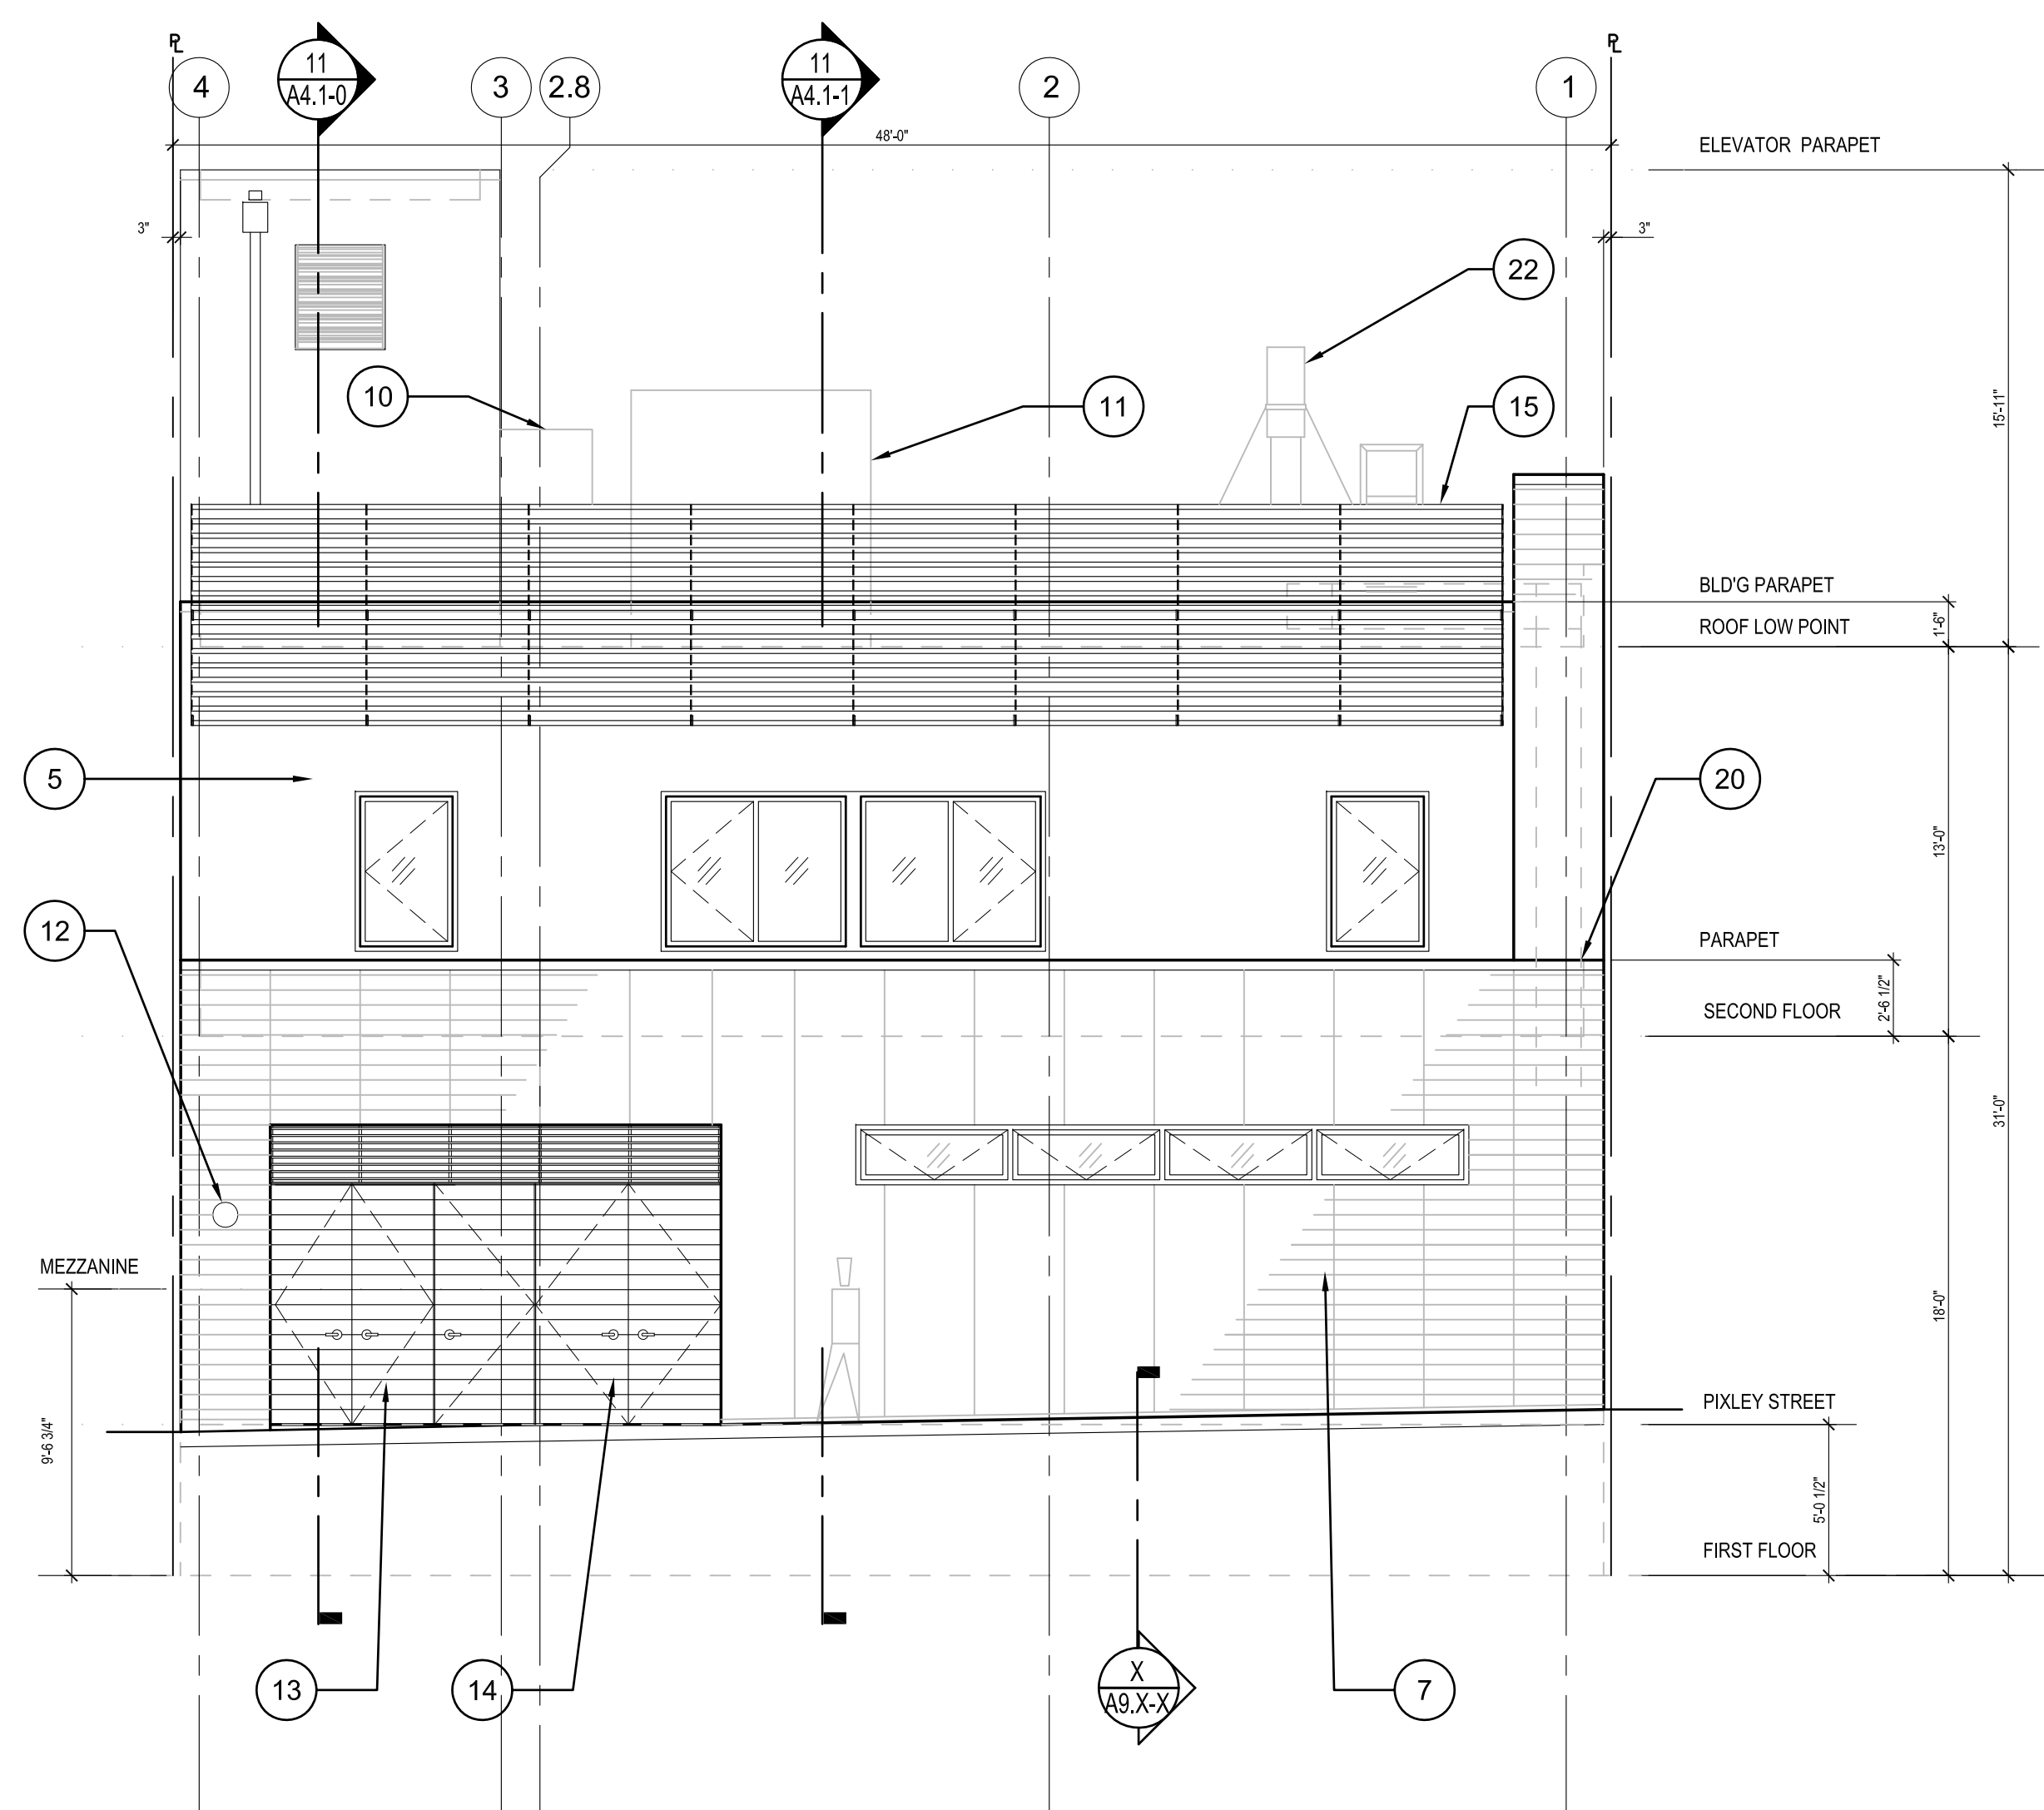 ℄ ℄
4
11
A4.1-0
3
2.8
11
A4.1-1
2
1
48'-0"
ELEVATOR PARAPET
3"
3"
22
10
11
15
15'-11"
BLD'G PARAPET
1'-6"
ROOF LOW POINT
5
20
13'-0"
12
PARAPET
2'-6 1/2"
SECOND FLOOR
31'-0"
MEZZANINE
18'-0"
PIXLEY STREET
9'-6 3/4"
5'-0 1/2"
FIRST FLOOR
13
14
X
A9.X-X
7